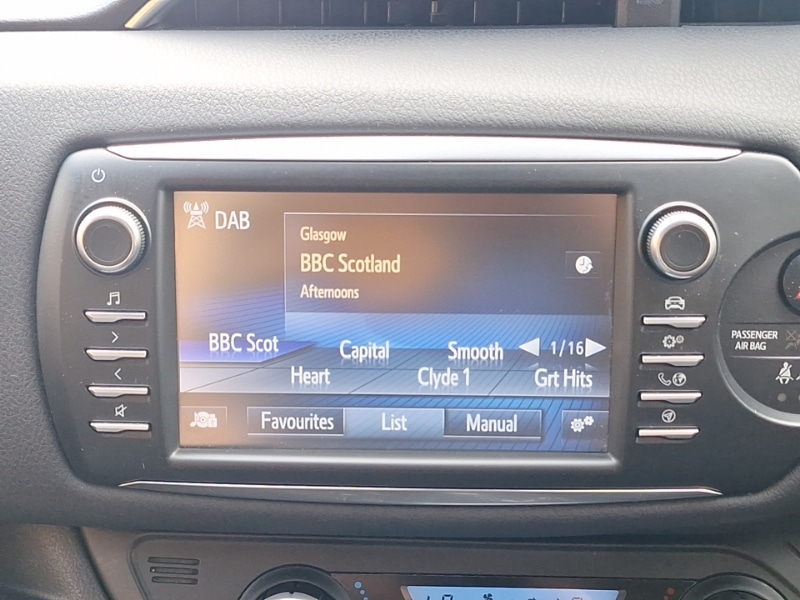 DAB
Glasgow
BBC Scotland
Afternoons
BBC Scot
Capital
Smooth
1/16
Heart
Clyde 1
Grt Hits
Favourites
List
Manual
PASSENGER
AIR BAG